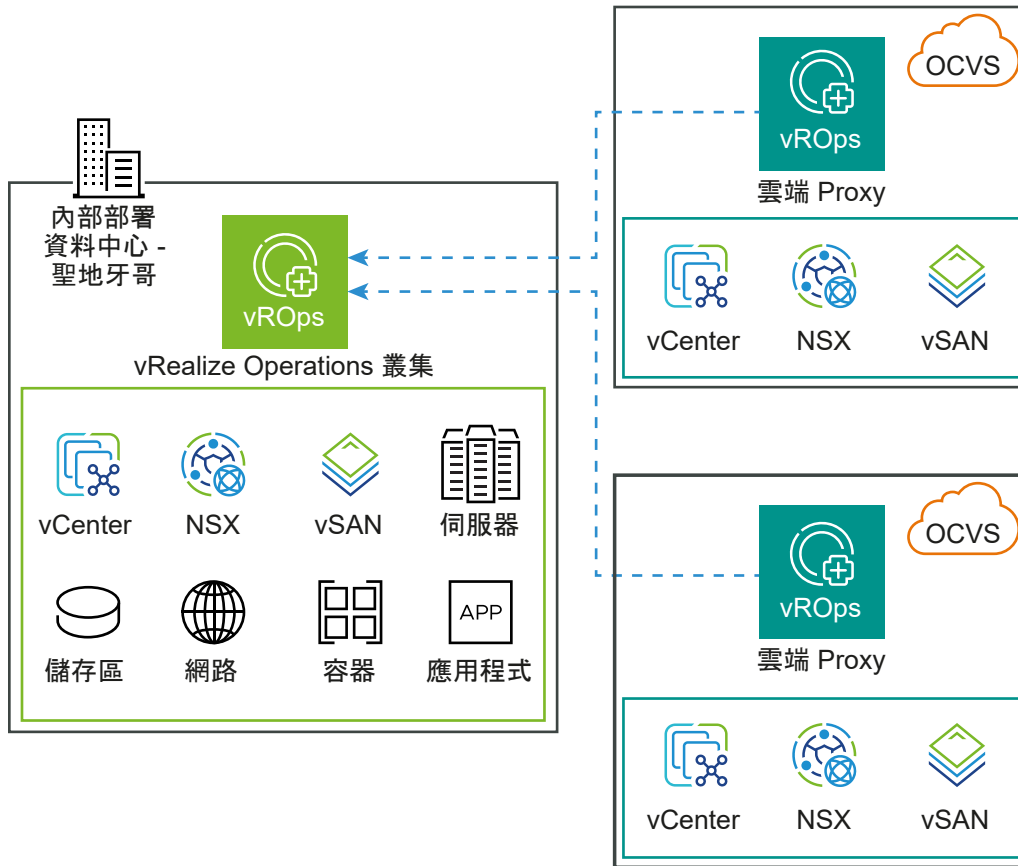 內部部署
資料中心 -
聖地牙哥
vROps
vRealize Operations 叢集
vCenter
NSX
vSAN
伺服器
儲存區
網路
容器
APP
應用程式
OCVS
vROps
雲端 Proxy
vCenter
NSX
vSAN
OCVS
vROps
雲端 Proxy
vCenter
NSX
vSAN